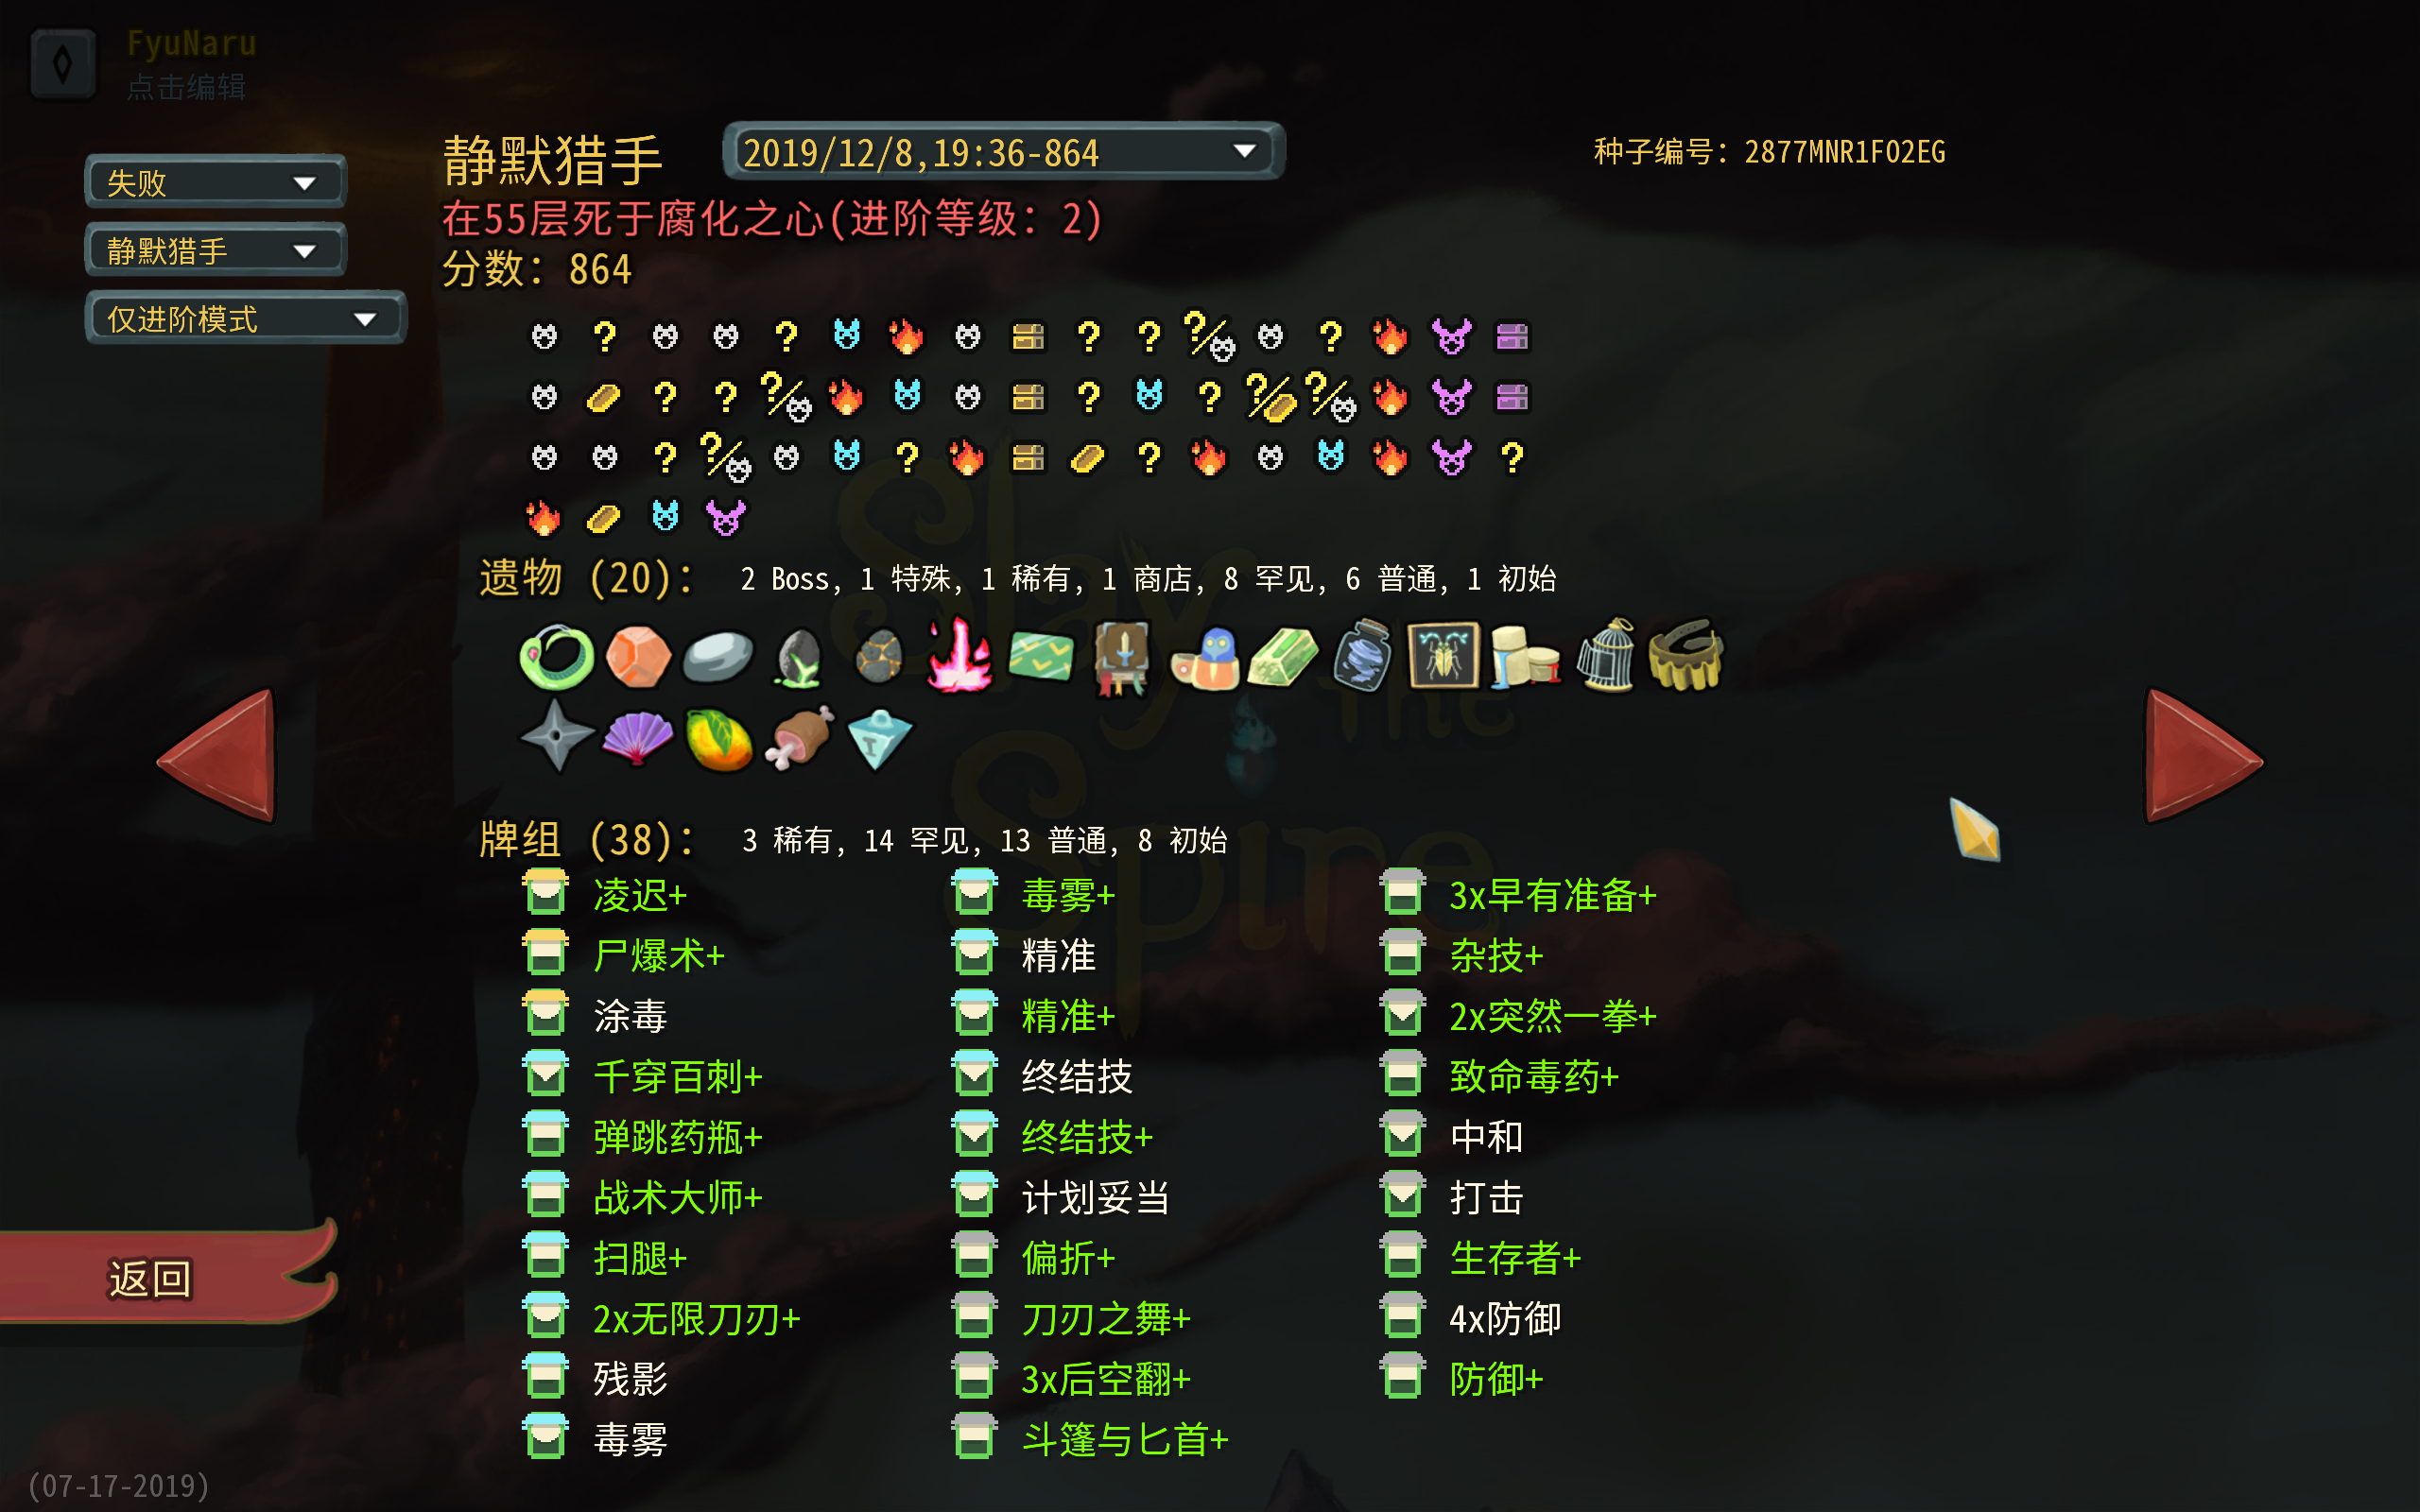 FyuNaru
点击编辑
失败
静默猎手
仅进阶模式
静默猎手 2019/12/8,19:36-864 种子编号: 2877MNR1FO2EG
在55层死于腐化之心(进阶等级: 2)
分数: 864
遗物 (20): 2 Boss, 1 特殊, 1 稀有, 1 商店, 8 罕见, 6 普通, 1 初始
Slay
The
Spire
牌组 (38): 3 稀有, 14 罕见, 13 普通, 8 初始
凌迟+ 毒雾+ 3x早有准备+
尸爆术+ 精准 杂技+
涂毒 精准+ 2x突然一拳+
千穿百刺+ 终结技 致命毒药+
弹跳药瓶+ 终结技+ 中和
战术大师+ 计划妥当 打击
扫腿+ 偏折+ 生存者+
2x无限刀刃+ 刀刃之舞+ 4x防御
残影 3x后空翻+ 防御+
毒雾 斗篷与匕首+
返回
(07-17-2019)